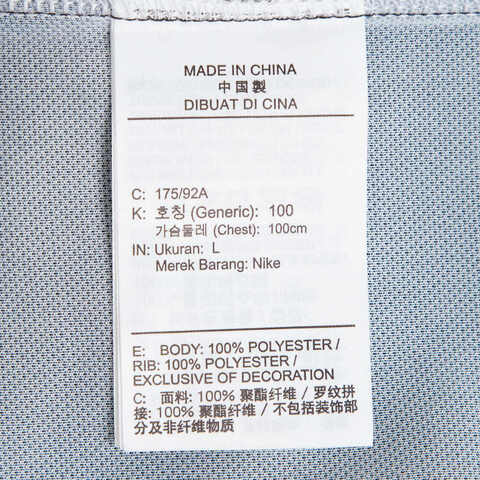 MADE IN CHINA
中国製
DIBUAT DI CINA
C: 175/92A
K: 호칭 (Generic): 100
가슴둘레 (Chest): 100cm
IN: Ukuran: L
Merek Barang: Nike
E: BODY: 100% POLYESTER /
RIB: 100% POLYESTER /
EXCLUSIVE OF DECORATION
C: 面料: 100% 聚酯纤维 / 罗纹拼
接: 100% 聚酯纤维 / 不包括装饰部
分及非纤维物质